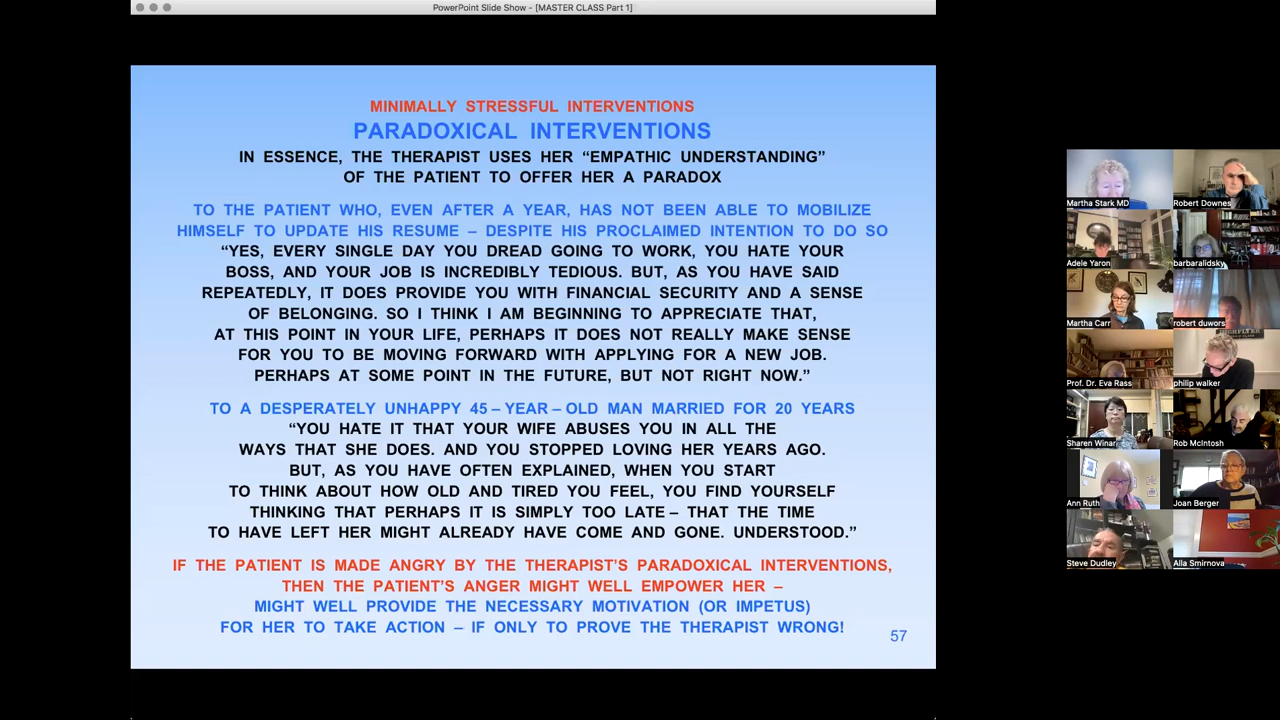 PowerPoint Slide Show - [MASTER CLASS Part 1]
MINIMALLY STRESSFUL INTERVENTIONS
PARADOXICAL INTERVENTIONS
IN ESSENCE, THE THERAPIST USES HER “EMPATHIC UNDERSTANDING”
OF THE PATIENT TO OFFER HER A PARADOX
TO THE PATIENT WHO, EVEN AFTER A YEAR, HAS NOT BEEN ABLE TO MOBILIZE
HIMSELF TO UPDATE HIS RESUME – DESPITE HIS PROCLAIMED INTENTION TO DO SO
“YES, EVERY SINGLE DAY YOU DREAD GOING TO WORK, YOU HATE YOUR
BOSS, AND YOUR JOB IS INCREDIBLY TEDIOUS. BUT, AS YOU HAVE SAID
REPEATEDLY, IT DOES PROVIDE YOU WITH FINANCIAL SECURITY AND A SENSE
OF BELONGING. SO I THINK I AM BEGINNING TO APPRECIATE THAT,
AT THIS POINT IN YOUR LIFE, PERHAPS IT DOES NOT REALLY MAKE SENSE
FOR YOU TO BE MOVING FORWARD WITH APPLYING FOR A NEW JOB.
PERHAPS AT SOME POINT IN THE FUTURE, BUT NOT RIGHT NOW.”
TO A DESPERATELY UNHAPPY 45 – YEAR – OLD MAN MARRIED FOR 20 YEARS
“YOU HATE IT THAT YOUR WIFE ABUSES YOU IN ALL THE
WAYS THAT SHE DOES. AND YOU STOPPED LOVING HER YEARS AGO.
BUT, AS YOU HAVE OFTEN EXPLAINED, WHEN YOU START
TO THINK ABOUT HOW OLD AND TIRED YOU FEEL, YOU FIND YOURSELF
THINKING THAT PERHAPS IT IS SIMPLY TOO LATE – THAT THE TIME
TO HAVE LEFT HER MIGHT ALREADY HAVE COME AND GONE. UNDERSTOOD.”
IF THE PATIENT IS MADE ANGRY BY THE THERAPIST’S PARADOXICAL INTERVENTIONS,
THEN THE PATIENT’S ANGER MIGHT WELL EMPOWER HER –
MIGHT WELL PROVIDE THE NECESSARY MOTIVATION (OR IMPETUS)
FOR HER TO TAKE ACTION – IF ONLY TO PROVE THE THERAPIST WRONG!
57
Martha Stark MD
Robert Downes
Adele Yaron
barbaralidsky
Martha Carr
robert duwors
Prof. Dr. Eva Rass
philip walker
Sharen Winar
Rob McIntosh
Ann Ruth
Joan Berger
Steve Dudley
Alla Smirnova